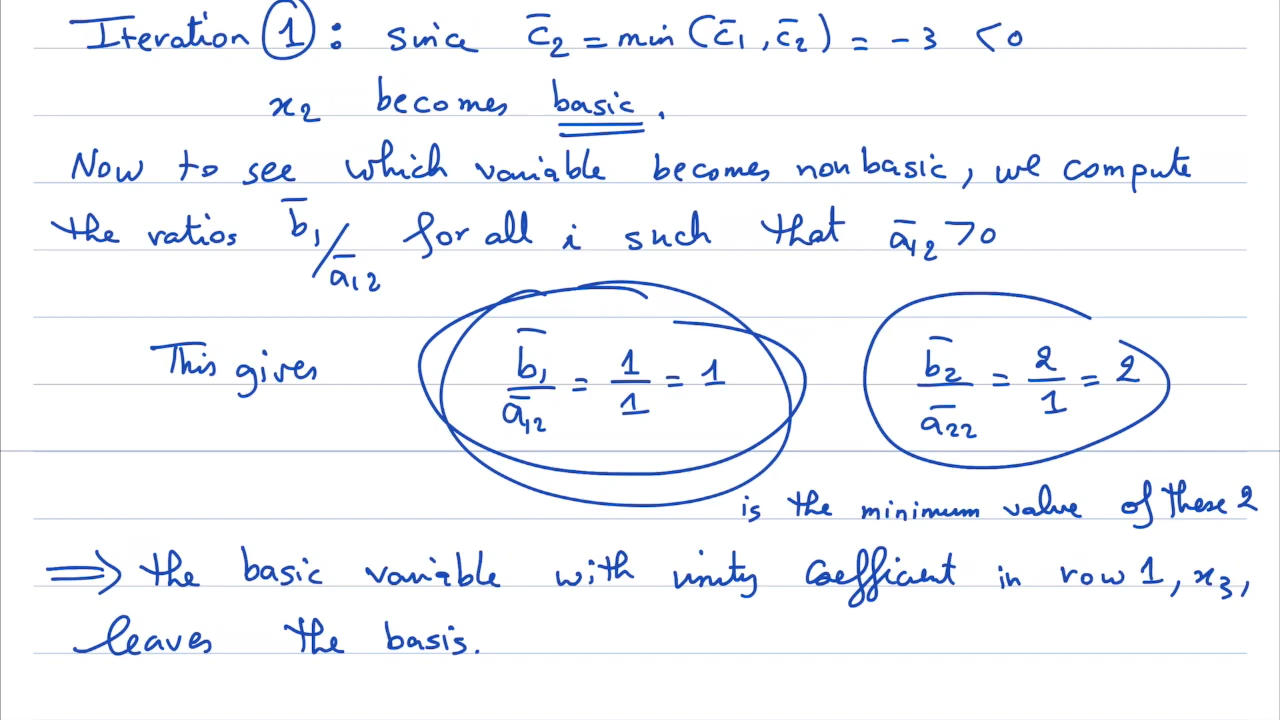 Iteration ①: since c̄₂ = min (c̄₁, c̄₂) = -3 < 0
x₂ becomes basic.
Now to see which variable becomes nonbasic, we compute
the ratios b̄₁/ā₁₂ for all i such that ā₁₂ > 0
This gives b̄₁/ā₁₂ = 1/1 = 1 b̄₂/ā₂₂ = 2/1 = 2
is the minimum value of these 2
⟹ the basic variable with unity coefficient in row 1, x₃,
leaves the basis.